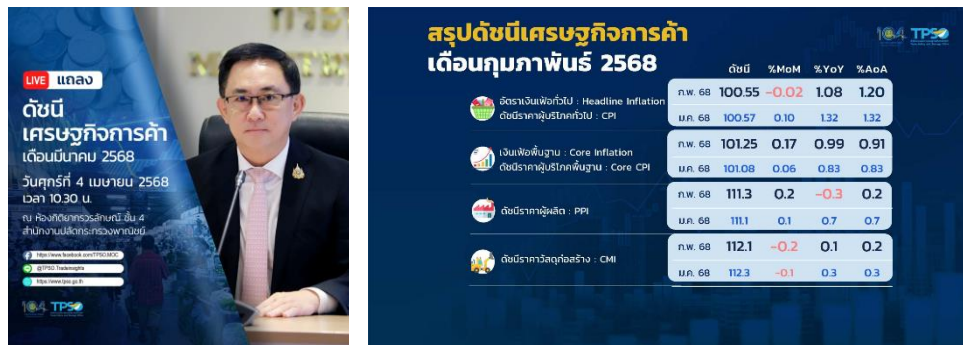 LIVE แถลง
ดัชนี
เศรษฐกิจการค้า
เดือนมีนาคม 2568
วันศุกร์ที่ 4 เมษายน 2568
เวลา 10.30 น.
ณ ห้องกิติยากรวรลักษณ์ ชั้น 4
สำนักงานปลัดกระทรวงพาณิชย์
https://www.facebook.com/TPSO.MOC
@TPSO.Tradeinsights
https://www.tpso.go.th
104 TPSO
สรุปดัชนีเศรษฐกิจการค้า
เดือนกุมภาพันธ์ 2568
104 TPSO
ดัชนี %MoM %YoY %AoA
อัตราเงินเฟ้อทั่วไป : Headline Inflation
ดัชนีราคาผู้บริโภคทั่วไป : CPI
ก.พ. 68 100.55 -0.02 1.08 1.20
ม.ค. 68 100.57 0.10 1.32 1.32
เงินเฟ้อพื้นฐาน : Core Inflation
ดัชนีราคาผู้บริโภคพื้นฐาน : Core CPI
ก.พ. 68 101.25 0.17 0.99 0.91
ม.ค. 68 101.08 0.06 0.83 0.83
ดัชนีราคาผู้ผลิต : PPI
ก.พ. 68 111.3 0.2 -0.3 0.2
ม.ค. 68 111.1 0.1 0.7 0.7
ดัชนีราคาวัสดุก่อสร้าง : CMI
ก.พ. 68 112.1 -0.2 0.1 0.2
ม.ค. 68 112.3 -0.1 0.3 0.3